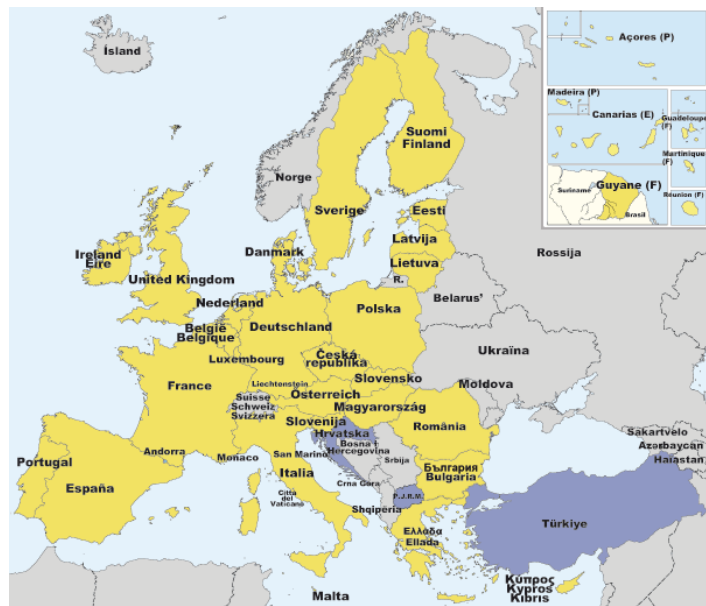 Ísland
Açores (P)
Madeira (P)
Canarias (E)
Guadeloupe
(F)
Martinique
(F)
Guyane (F)
Suriname
Brasil
Réunion (F)
Suomi
Finland
Norge
Sverige
Eesti
Latvija
Lietuva
R.
Rossija
Danmark
Ireland
Éire
United Kingdom
Nederland
België
Belgique
Deutschland
Polska
Belarus’
Luxembourg
Česká
republika
Ukraïna
Slovensko
France
Liechtenstein
Österreich
Moldova
Suisse
Schweiz
Svizzera
Magyarország
Slovenija
România
Hrvatska
Bosna i
Hercegovina
Srbija
Sakartvelo
Azərbaycan
Haıastan
Andorra
Monaco
San Marino
Portugal
España
Italia
Città
del
Vaticano
Crna Gora
България
Bulgaria
P.J.R.M.
Shqipëria
Türkiye
Ελλάδα
Ellada
Κύπρος
Kypros
Kıbrıs
Malta